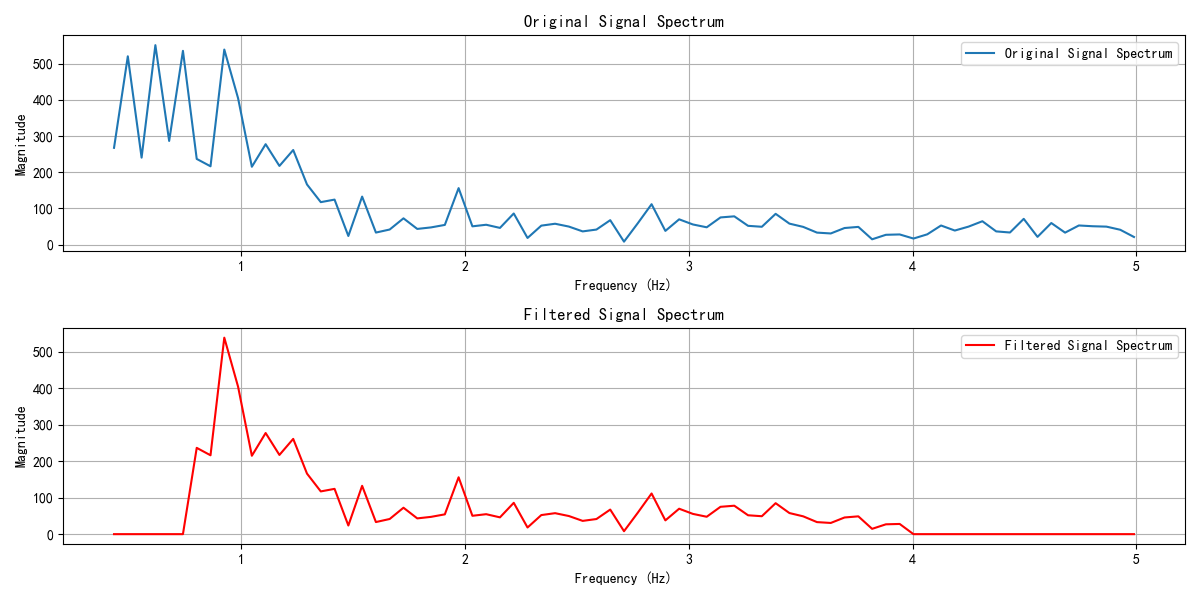 Original Signal Spectrum
Original Signal Spectrum
Magnitude
500
400
300
200
100
0
1 2 3 4 5
Frequency (Hz)
Filtered Signal Spectrum
Filtered Signal Spectrum
Magnitude
500
400
300
200
100
0
1 2 3 4 5
Frequency (Hz)